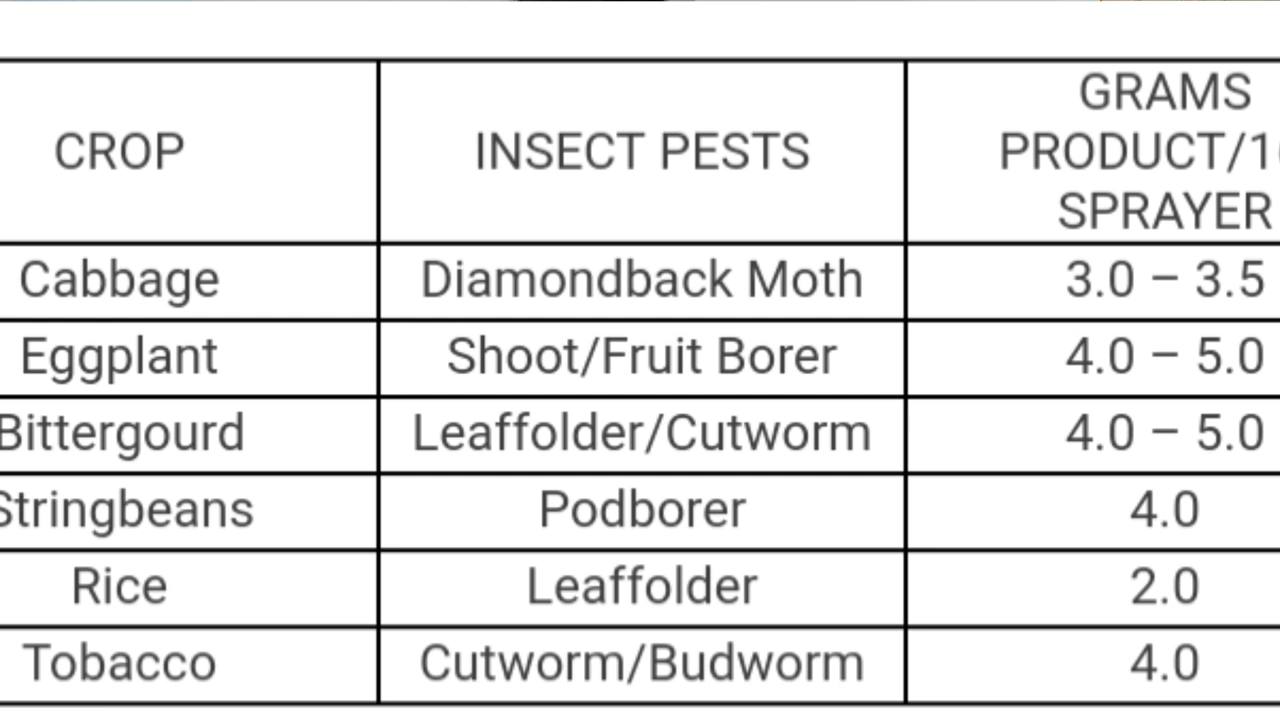 CROP
INSECT PESTS
GRAMS
PRODUCT/1
SPRAYER
Cabbage
Diamondback Moth
3.0 – 3.5
Eggplant
Shoot/Fruit Borer
4.0 – 5.0
Bittergourd
Leaffolder/Cutworm
4.0 – 5.0
Stringbeans
Podborer
4.0
Rice
Leaffolder
2.0
Tobacco
Cutworm/Budworm
4.0